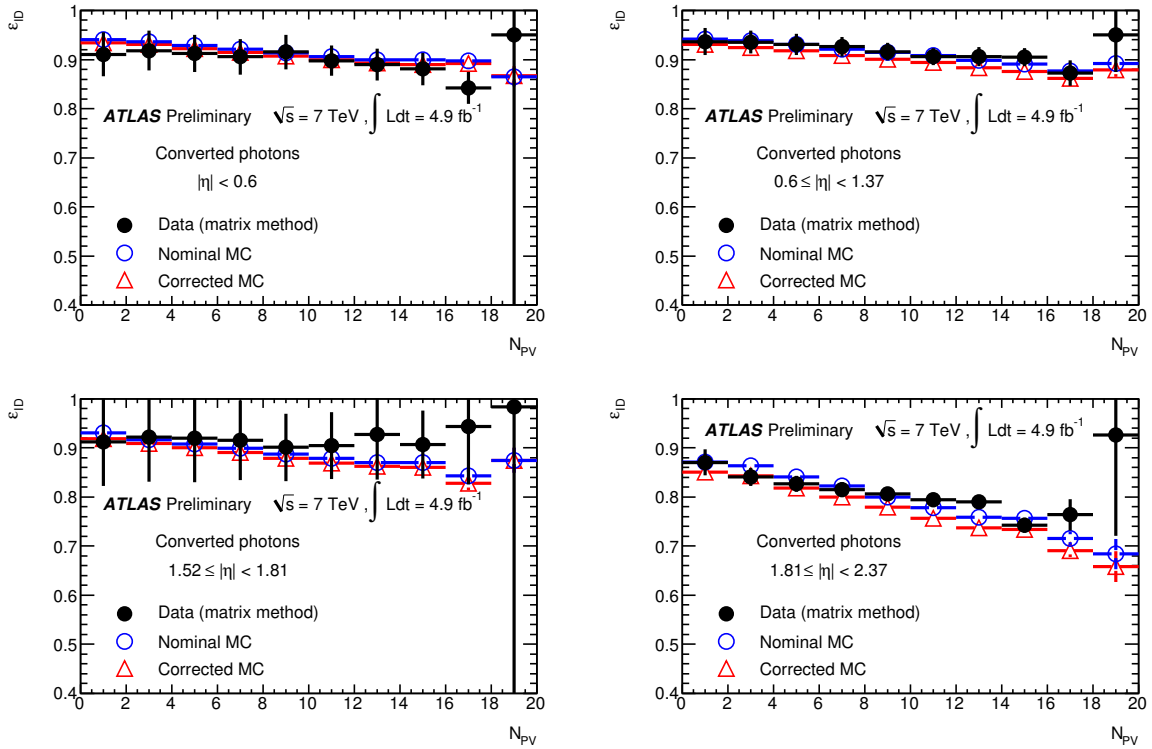 ε_ID
1
0.9
0.8
0.7
0.6
0.5
0.4
ATLAS Preliminary √s = 7 TeV , ∫ Ldt = 4.9 fb⁻¹
Converted photons
|η| < 0.6
Data (matrix method)
Nominal MC
Corrected MC
0 2 4 6 8 10 12 14 16 18 20
N_PV
ε_ID
1
0.9
0.8
0.7
0.6
0.5
0.4
ATLAS Preliminary √s = 7 TeV , ∫ Ldt = 4.9 fb⁻¹
Converted photons
0.6 ≤ |η| < 1.37
Data (matrix method)
Nominal MC
Corrected MC
0 2 4 6 8 10 12 14 16 18 20
N_PV
ε_ID
1
0.9
0.8
0.7
0.6
0.5
0.4
ATLAS Preliminary √s = 7 TeV , ∫ Ldt = 4.9 fb⁻¹
Converted photons
1.52 ≤ |η| < 1.81
Data (matrix method)
Nominal MC
Corrected MC
0 2 4 6 8 10 12 14 16 18 20
N_PV
ε_ID
1
0.9
0.8
0.7
0.6
0.5
0.4
ATLAS Preliminary √s = 7 TeV , ∫ Ldt = 4.9 fb⁻¹
Converted photons
1.81 ≤ |η| < 2.37
Data (matrix method)
Nominal MC
Corrected MC
0 2 4 6 8 10 12 14 16 18 20
N_PV